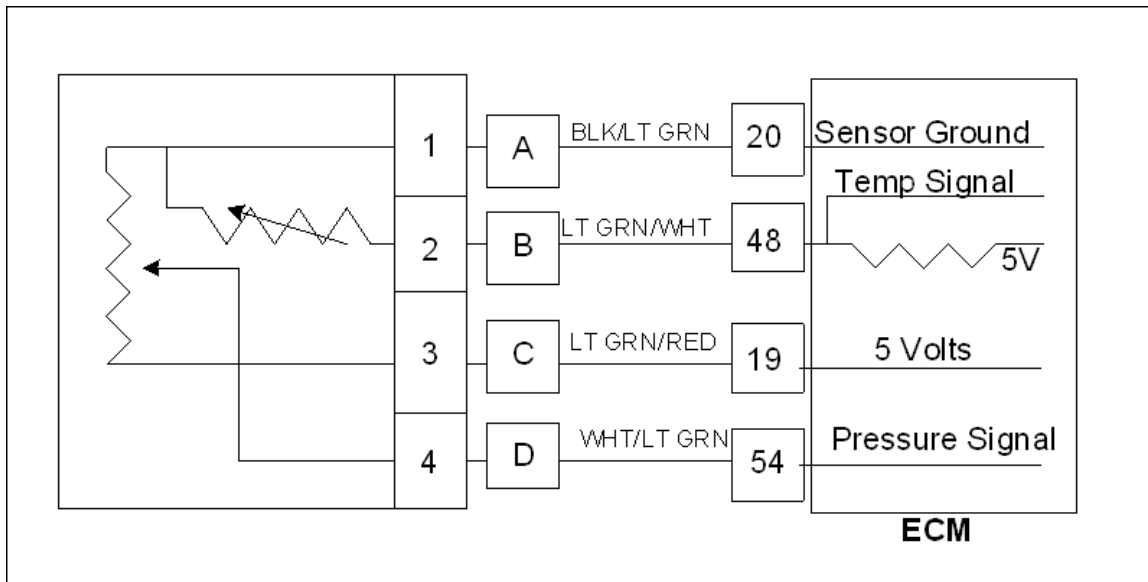 1 A BLK/LT GRN 20 Sensor Ground
Temp Signal
2 B LT GRN/WHT 48
5V
3 C LT GRN/RED 19 5 Volts
4 D WHT/LT GRN 54 Pressure Signal
ECM